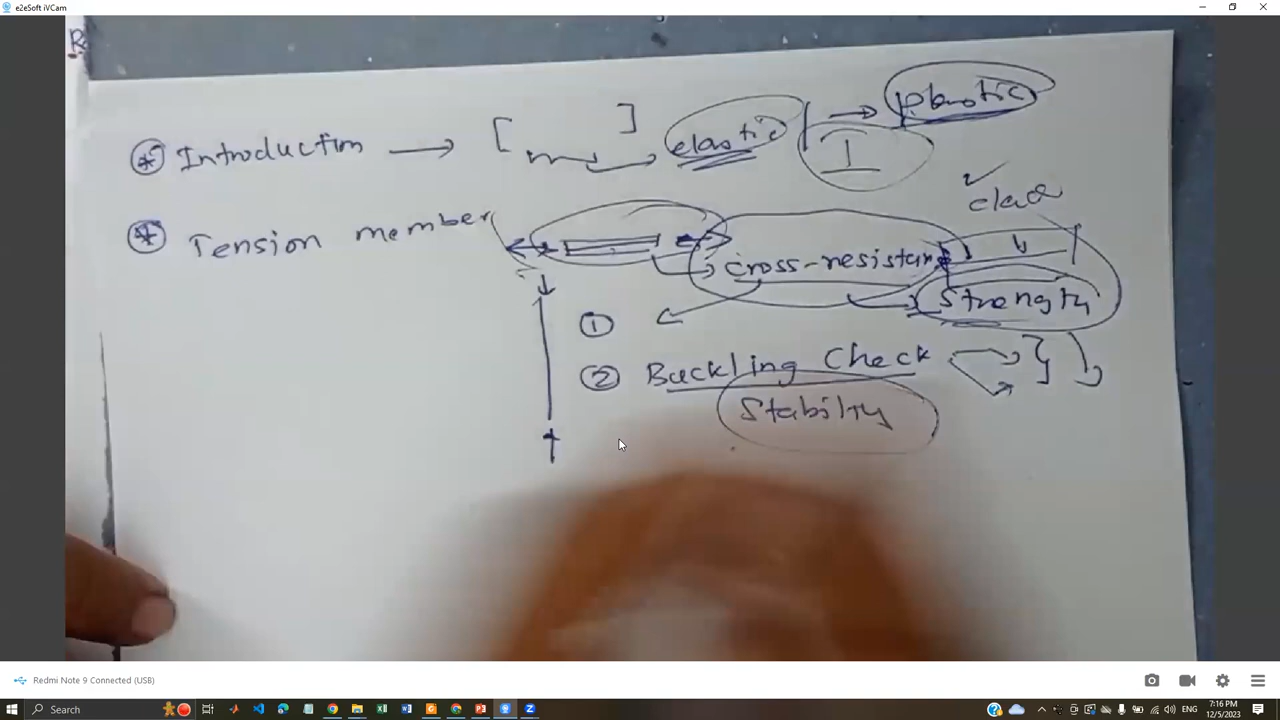 e2eSoft iVCam
Introduction → [ ] elastic → plastic
I
class
Tension member
cross-resistan
Strength
①
② Buckling Check
Stability
Redmi Note 9 Connected (USB)
Search
ENG
7:16 PM
12/5/2023